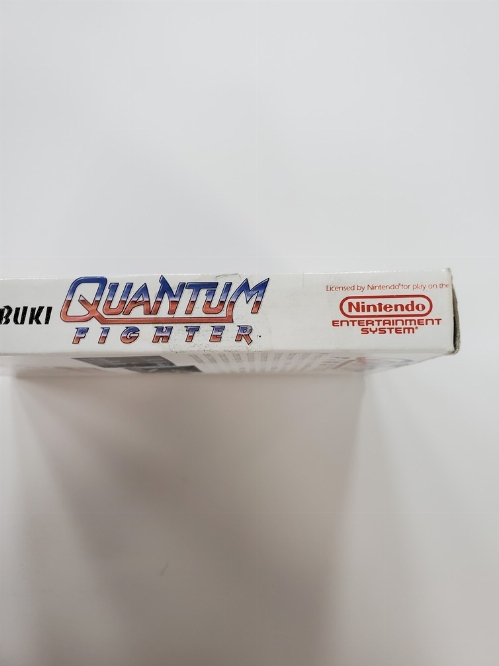 BUKI QUANTUM
FIGHTER
Licensed by Nintendo® for play on the
Nintendo
ENTERTAINMENT
SYSTEM®